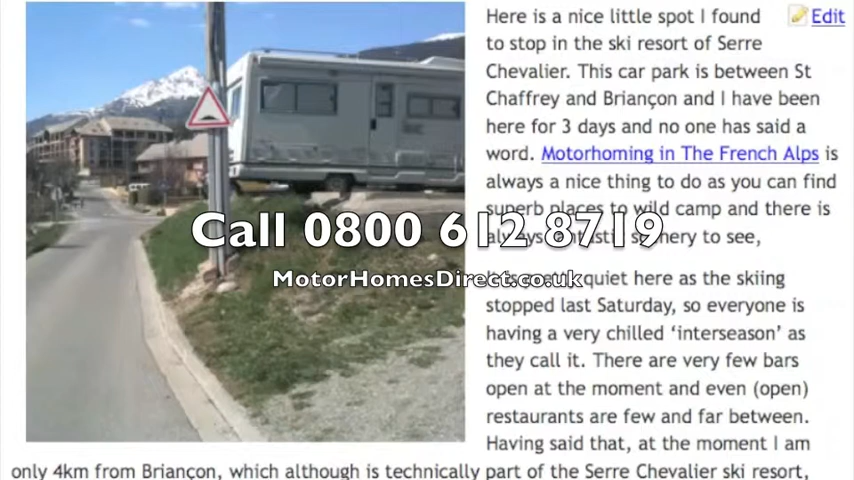 Here is a nice little spot I found
Edit
to stop in the ski resort of Serre
Chevalier. This car park is between St
Chaffrey and Briançon and I have been
here for 3 days and no one has said a
word. Motorhoming in The French Alps is
always a nice thing to do as you can find
superb places to wild camp and there is
Call 0800 612 8719
to see,
MotorHomesDirect.co.uk
quiet here as the skiing
stopped last Saturday, so everyone is
having a very chilled ‘interseason’ as
they call it. There are very few bars
open at the moment and even (open)
restaurants are few and far between.
Having said that, at the moment I am
only 4km from Briançon, which although is technically part of the Serre Chevalier ski resort,